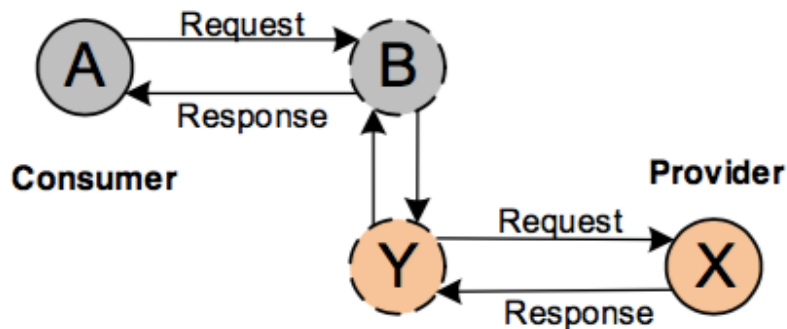 Request
A
B
Response
Consumer
Provider
Request
Y
X
Response